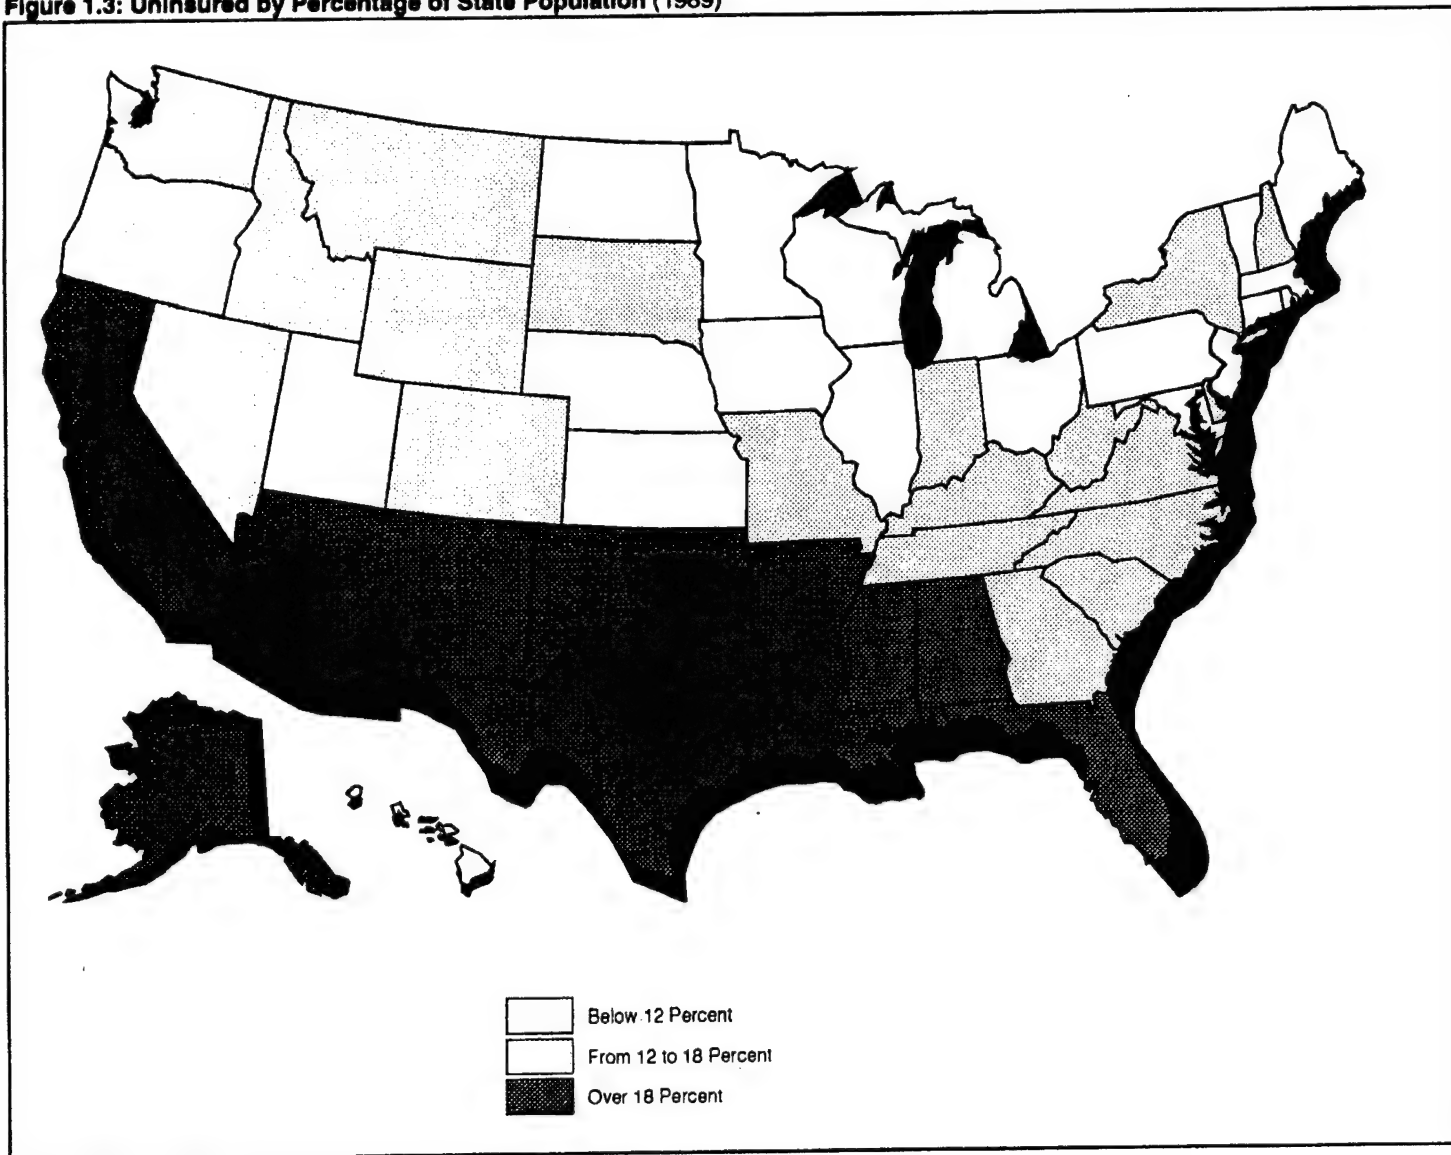 Figure 1.3: Uninsured by Percentage of State Population (1989)
Below 12 Percent
From 12 to 18 Percent
Over 18 Percent